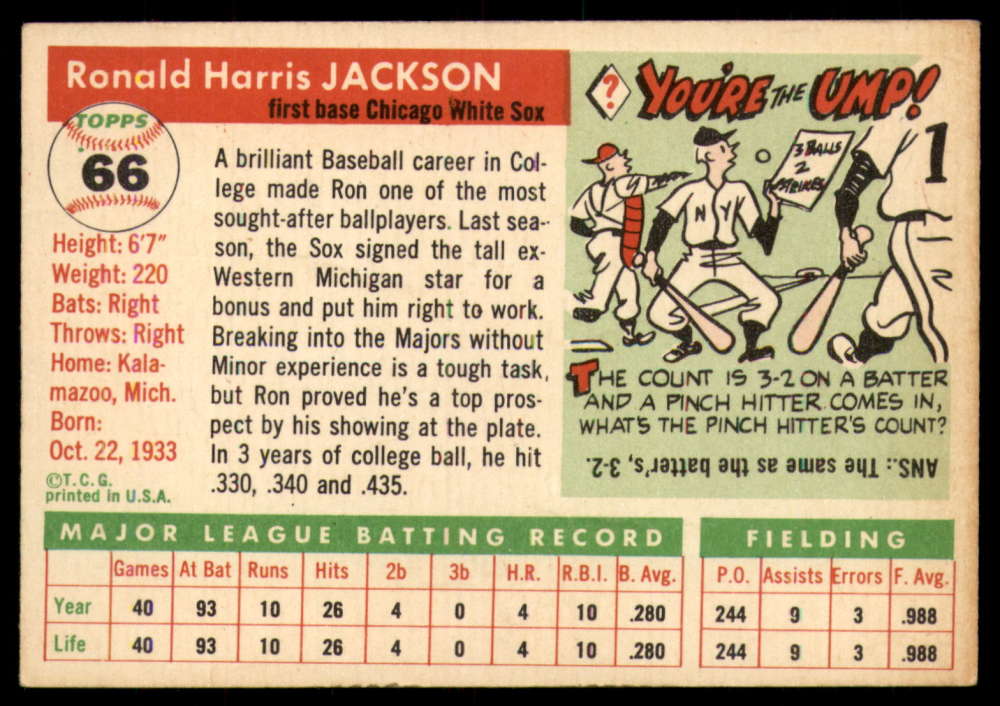 Ronald Harris JACKSON
first base Chicago White Sox
TOPPS
66
Height: 6'7"
Weight: 220
Bats: Right
Throws: Right
Home: Kala-
mazoo, Mich.
Born:
Oct. 22, 1933
©T.C.G.
printed in U.S.A.
A brilliant Baseball career in Col-
lege made Ron one of the most
sought-after ballplayers. Last sea-
son, the Sox signed the tall ex-
Western Michigan star for a
bonus and put him right to work.
Breaking into the Majors without
Minor experience is a tough task,
but Ron proved he's a top pros-
pect by his showing at the plate.
In 3 years of college ball, he hit
.330, .340 and .435.
? YOU'RE THE UMP!
3 BALLS
2
STRIKES
NY
1
THE COUNT IS 3-2 ON A BATTER
AND A PINCH HITTER COMES IN,
WHAT'S THE PINCH HITTER'S COUNT?
ANS.: The same as the batter's, 3-2.
MAJOR LEAGUE BATTING RECORD
Games At Bat Runs Hits 2b 3b H.R. R.B.I. B. Avg.
Year 40 93 10 26 4 0 4 10 .280
Life 40 93 10 26 4 0 4 10 .280
FIELDING
P.O. Assists Errors F. Avg.
244 9 3 .988
244 9 3 .988